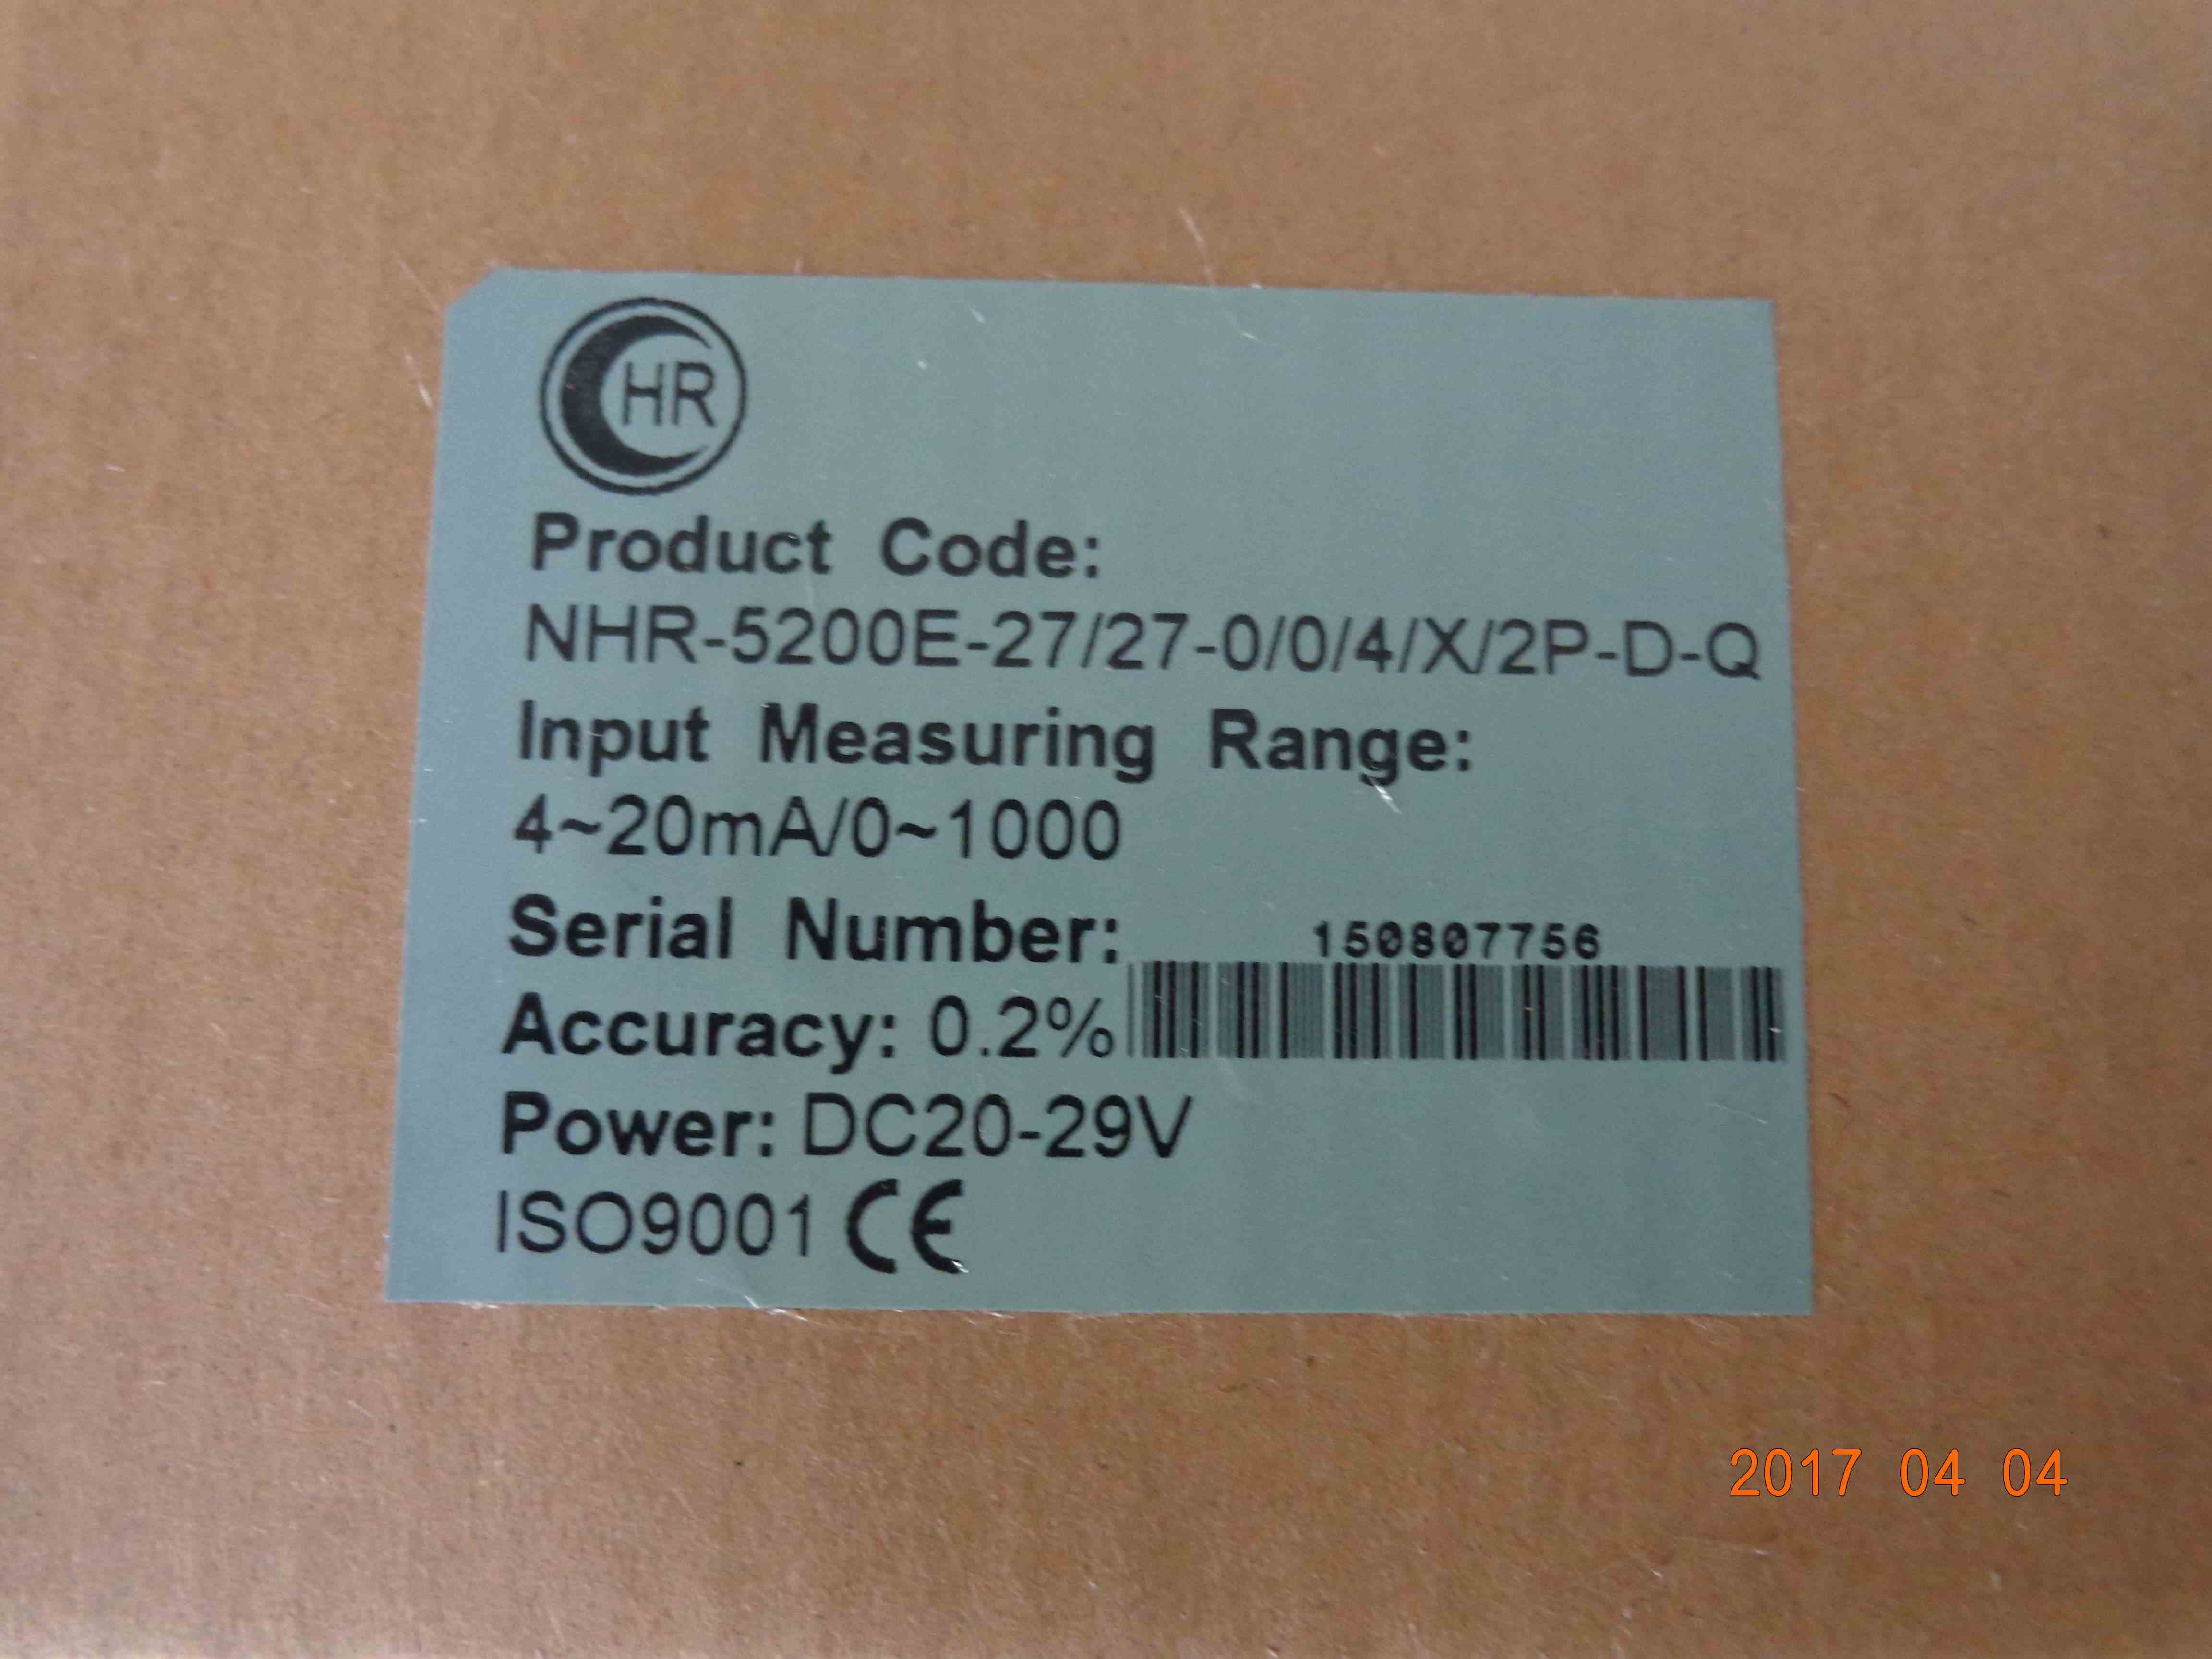 CHR
Product Code:
NHR-5200E-27/27-0/0/4/X/2P-D-Q
Input Measuring Range:
4~20mA/0~1000
Serial Number: 150807756
Accuracy: 0.2%
Power: DC20-29V
ISO9001 CE
2017 04 04